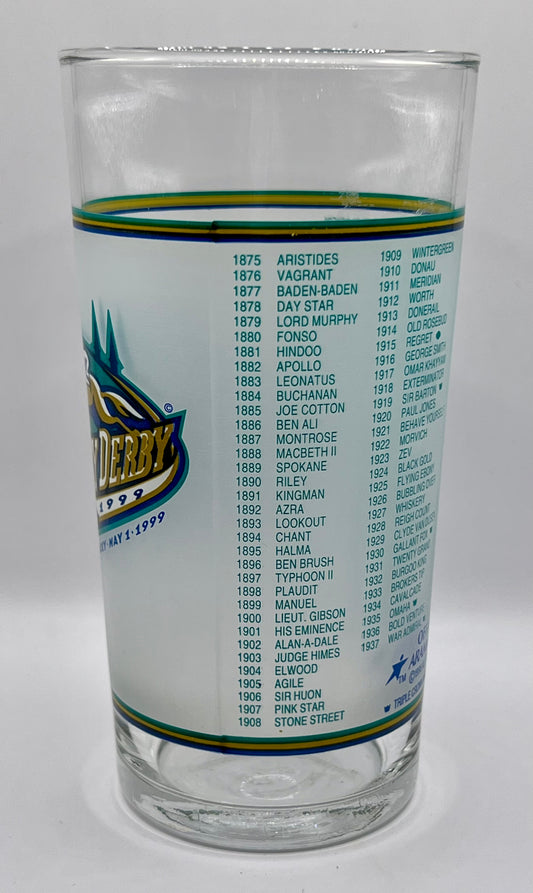 ©
Y DERBY
1999
CKY • MAY 1 • 1999
1875 ARISTIDES
1876 VAGRANT
1877 BADEN-BADEN
1878 DAY STAR
1879 LORD MURPHY
1880 FONSO
1881 HINDOO
1882 APOLLO
1883 LEONATUS
1884 BUCHANAN
1885 JOE COTTON
1886 BEN ALI
1887 MONTROSE
1888 MACBETH II
1889 SPOKANE
1890 RILEY
1891 KINGMAN
1892 AZRA
1893 LOOKOUT
1894 CHANT
1895 HALMA
1896 BEN BRUSH
1897 TYPHOON II
1898 PLAUDIT
1899 MANUEL
1900 LIEUT. GIBSON
1901 HIS EMINENCE
1902 ALAN-A-DALE
1903 JUDGE HIMES
1904 ELWOOD
1905 AGILE
1906 SIR HUON
1907 PINK STAR
1908 STONE STREET
1909 WINTERGREEN
1910 DONAU
1911 MERIDIAN
1912 WORTH
1913 DONERAIL
1914 OLD ROSEBUD
1915 REGRET
1916 GEORGE SMITH
1917 OMAR KHAYYAM
1918 EXTERMINATOR
1919 SIR BARTON
1920 PAUL JONES
1921 BEHAVE YOURSELF
1922 MORVICH
1923 ZEV
1924 BLACK GOLD
1925 FLYING EBONY
1926 BUBBLING OVER
1927 WHISKERY
1928 REIGH COUNT
1929 CLYDE VAN DUSEN
1930 GALLANT FOX
1931 TWENTY GRAND
1932 BURGOO KING
1933 BROKERS TIP
1934 CAVALCADE
1935 OMAHA
1936 BOLD VENTURE
1937 WAR ADMIRAL
TM
TRIPLE